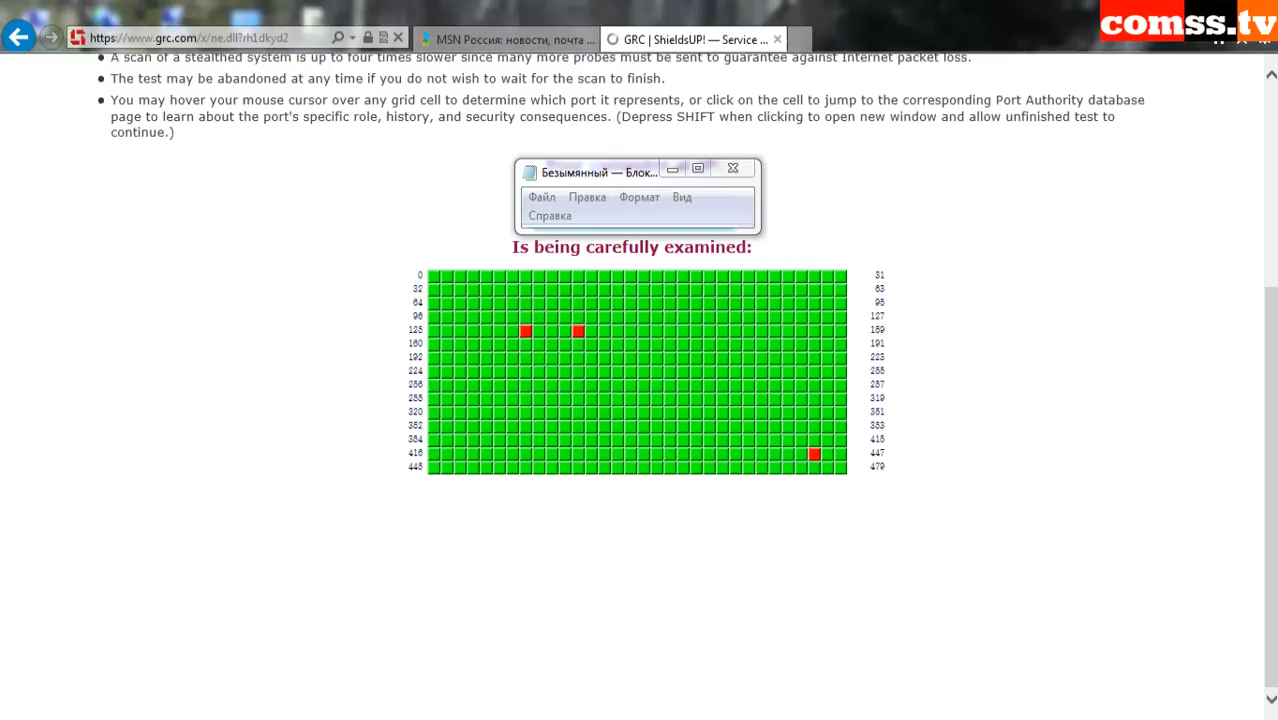 comss.tv
https://www.grc.com/x/ne.dll?rh1dkyd2
MSN Россия: новости, почта ...
GRC | ShieldsUP! — Service ...
A scan of a stealthed system is up to four times slower since many more probes must be sent to guarantee against Internet packet loss.
The test may be abandoned at any time if you do not wish to wait for the scan to finish.
You may hover your mouse cursor over any grid cell to determine which port it represents, or click on the cell to jump to the corresponding Port Authority database
page to learn about the port's specific role, history, and security consequences. (Depress SHIFT when clicking to open new window and allow unfinished test to
continue.)
Безымянный — Блок...
Файл Правка Формат Вид
Справка
Is being carefully examined:
0 31
32 63
64 95
96 127
128 159
160 191
192 223
224 255
256 287
288 319
320 351
352 383
384 415
416 447
448 479